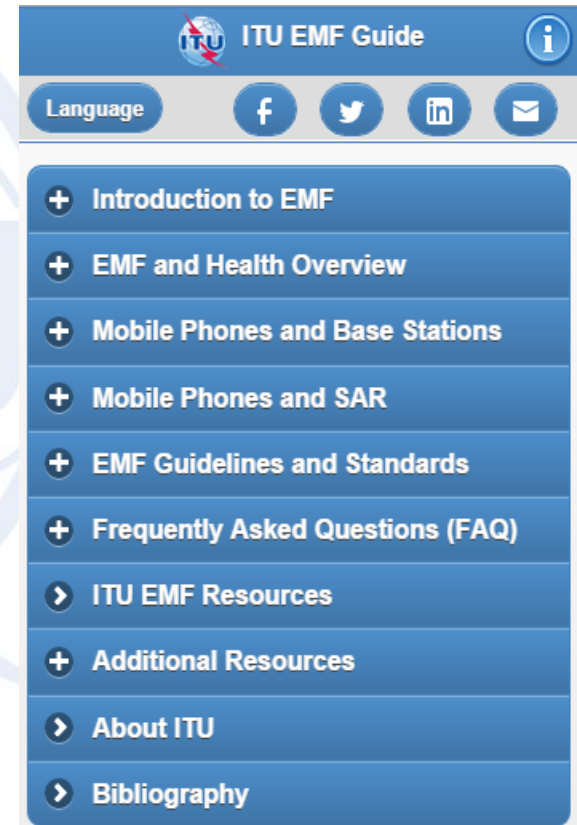 ITU
ITU EMF Guide
i
Language
Introduction to EMF
EMF and Health Overview
Mobile Phones and Base Stations
Mobile Phones and SAR
EMF Guidelines and Standards
Frequently Asked Questions (FAQ)
ITU EMF Resources
Additional Resources
About ITU
Bibliography